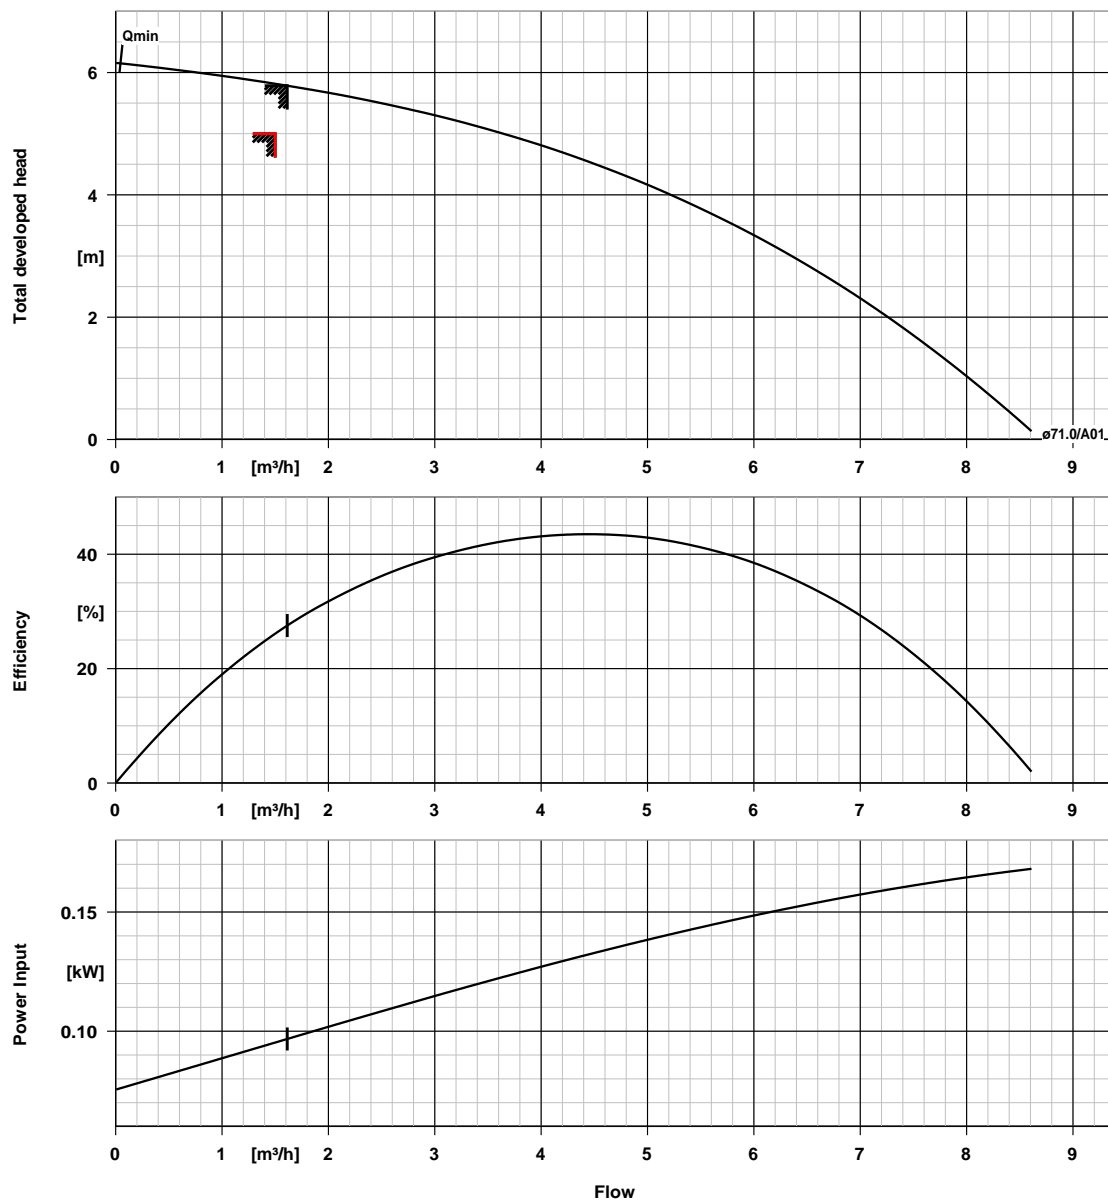 Qmin
6
4
[m]
2
0
Total developed head
ø71.0/A01
0 1 [m³/h] 2 3 4 5 6 7 8 9
40
[%]
20
0
Efficiency
0 1 [m³/h] 2 3 4 5 6 7 8 9
0.15
[kW]
0.10
Power Input
0 1 [m³/h] 2 3 4 5 6 7 8 9
Flow